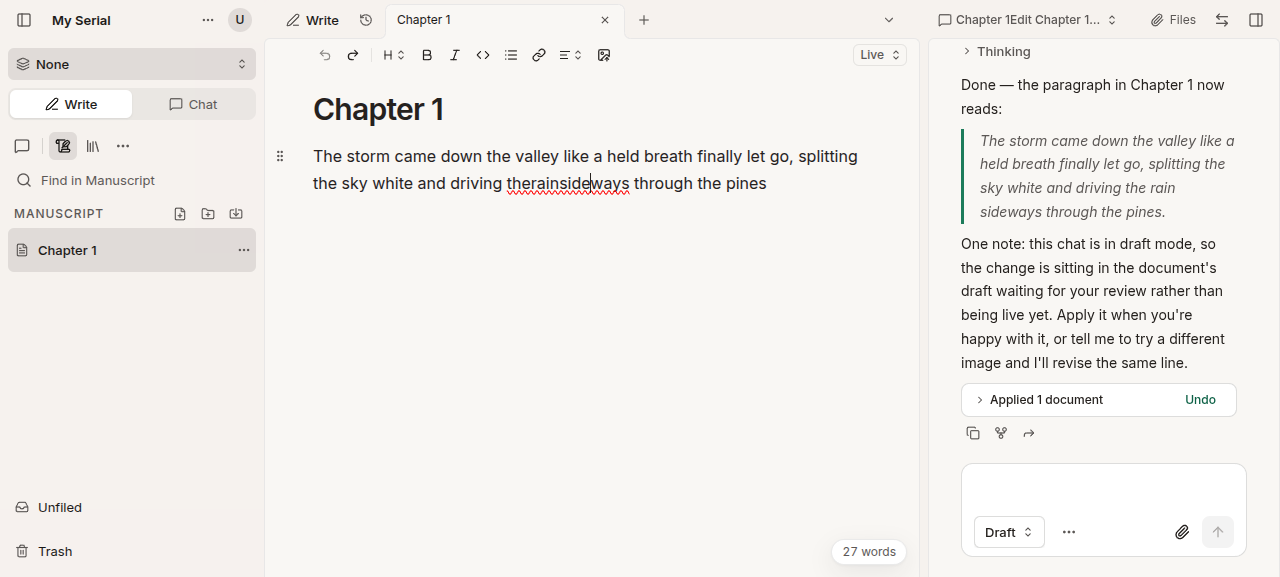 My Serial
U
Write
Chapter 1
Chapter 1Edit Chapter 1...
Files
None
Write
Chat
Find in Manuscript
MANUSCRIPT
Chapter 1
Unfiled
Trash
H
B
I
Live
Chapter 1
The storm came down the valley like a held breath finally let go, splitting
the sky white and driving therainsideways through the pines
27 words
Thinking
Done — the paragraph in Chapter 1 now
reads:
The storm came down the valley like a
held breath finally let go, splitting the
sky white and driving the rain
sideways through the pines.
One note: this chat is in draft mode, so
the change is sitting in the document's
draft waiting for your review rather than
being live yet. Apply it when you're
happy with it, or tell me to try a different
image and I'll revise the same line.
Applied 1 document
Undo
Draft